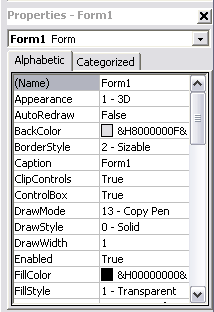 Properties - Form1
Form1 Form
Alphabetic Categorized
(Name) Form1
Appearance 1 - 3D
AutoRedraw False
BackColor &H8000000F&
BorderStyle 2 - Sizable
Caption Form1
ClipControls True
ControlBox True
DrawMode 13 - Copy Pen
DrawStyle 0 - Solid
DrawWidth 1
Enabled True
FillColor &H00000000&
FillStyle 1 - Transparent